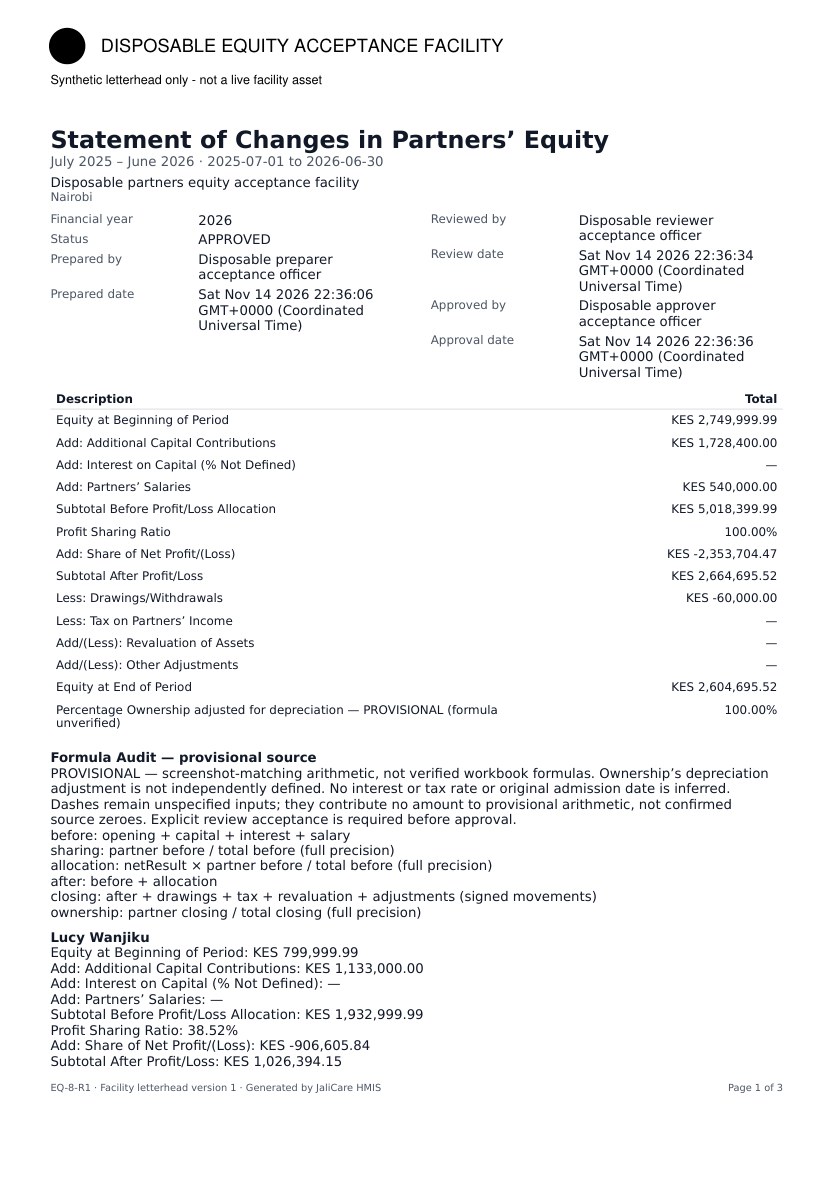 DISPOSABLE EQUITY ACCEPTANCE FACILITY
Synthetic letterhead only - not a live facility asset
Statement of Changes in Partners’ Equity
July 2025 – June 2026 · 2025-07-01 to 2026-06-30
Disposable partners equity acceptance facility
Nairobi
Financial year 2026
Status APPROVED
Prepared by Disposable preparer
acceptance officer
Prepared date Sat Nov 14 2026 22:36:06
GMT+0000 (Coordinated
Universal Time)
Reviewed by Disposable reviewer
acceptance officer
Review date Sat Nov 14 2026 22:36:34
GMT+0000 (Coordinated
Universal Time)
Approved by Disposable approver
acceptance officer
Approval date Sat Nov 14 2026 22:36:36
GMT+0000 (Coordinated
Universal Time)
Description Total
Equity at Beginning of Period KES 2,749,999.99
Add: Additional Capital Contributions KES 1,728,400.00
Add: Interest on Capital (% Not Defined) —
Add: Partners’ Salaries KES 540,000.00
Subtotal Before Profit/Loss Allocation KES 5,018,399.99
Profit Sharing Ratio 100.00%
Add: Share of Net Profit/(Loss) KES -2,353,704.47
Subtotal After Profit/Loss KES 2,664,695.52
Less: Drawings/Withdrawals KES -60,000.00
Less: Tax on Partners’ Income —
Add/(Less): Revaluation of Assets —
Add/(Less): Other Adjustments —
Equity at End of Period KES 2,604,695.52
Percentage Ownership adjusted for depreciation — PROVISIONAL (formula 100.00%
unverified)
Formula Audit — provisional source
PROVISIONAL — screenshot-matching arithmetic, not verified workbook formulas. Ownership’s depreciation
adjustment is not independently defined. No interest or tax rate or original admission date is inferred.
Dashes remain unspecified inputs; they contribute no amount to provisional arithmetic, not confirmed
source zeroes. Explicit review acceptance is required before approval.
before: opening + capital + interest + salary
sharing: partner before / total before (full precision)
allocation: netResult × partner before / total before (full precision)
after: before + allocation
closing: after + drawings + tax + revaluation + adjustments (signed movements)
ownership: partner closing / total closing (full precision)
Lucy Wanjiku
Equity at Beginning of Period: KES 799,999.99
Add: Additional Capital Contributions: KES 1,133,000.00
Add: Interest on Capital (% Not Defined): —
Add: Partners’ Salaries: —
Subtotal Before Profit/Loss Allocation: KES 1,932,999.99
Profit Sharing Ratio: 38.52%
Add: Share of Net Profit/(Loss): KES -906,605.84
Subtotal After Profit/Loss: KES 1,026,394.15
EQ-8-R1 · Facility letterhead version 1 · Generated by JaliCare HMIS Page 1 of 3